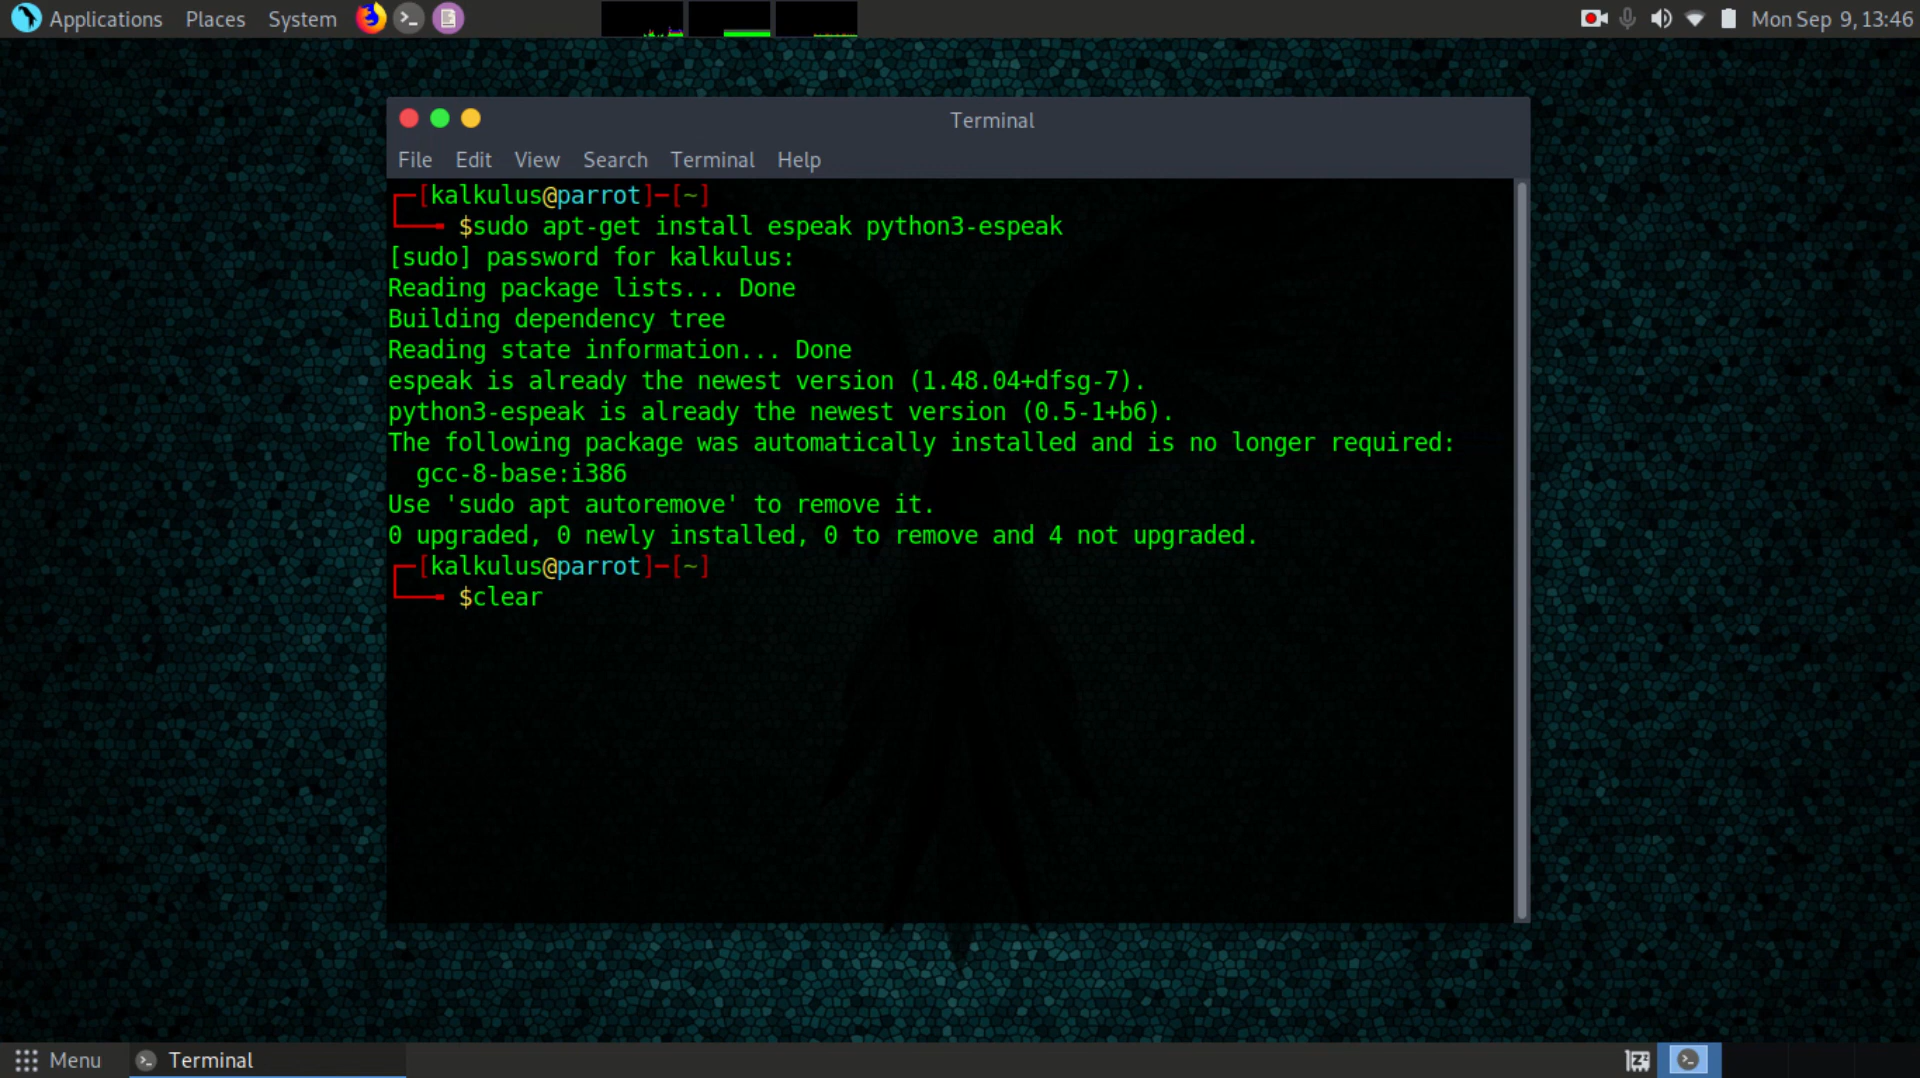 Applications Places System Mon Sep 9, 13:46
Terminal
File Edit View Search Terminal Help
┌─[kalkulus@parrot]─[~]
└──╼ $sudo apt-get install espeak python3-espeak
[sudo] password for kalkulus:
Reading package lists... Done
Building dependency tree
Reading state information... Done
espeak is already the newest version (1.48.04+dfsg-7).
python3-espeak is already the newest version (0.5-1+b6).
The following package was automatically installed and is no longer required:
  gcc-8-base:i386
Use 'sudo apt autoremove' to remove it.
0 upgraded, 0 newly installed, 0 to remove and 4 not upgraded.
┌─[kalkulus@parrot]─[~]
└──╼ $clear
Menu Terminal